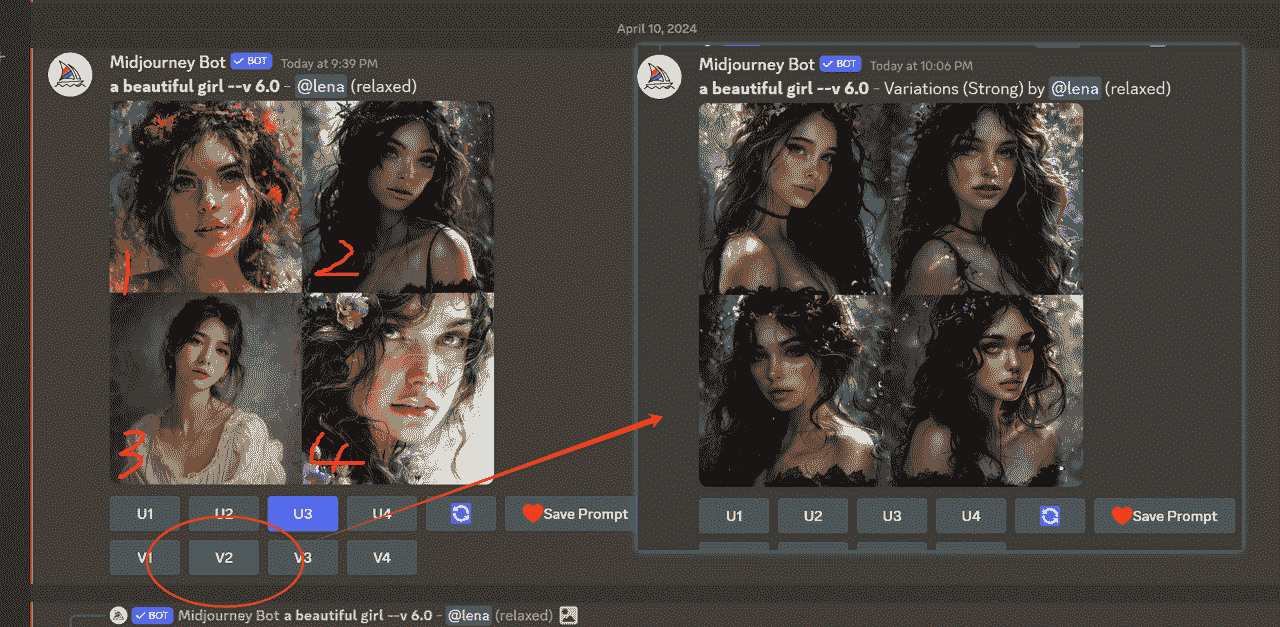 April 10, 2024
Midjourney Bot ✓ BOT Today at 9:39 PM
a beautiful girl --v 6.0 - @lena (relaxed)
1
2
3
4
U1 U2 U3 U4 Save Prompt
V1 V2 V3 V4
Midjourney Bot ✓ BOT Today at 10:06 PM
a beautiful girl --v 6.0 - Variations (Strong) by @lena (relaxed)
U1 U2 U3 U4 Save Prompt
✓ BOT Midjourney Bot a beautiful girl --v 6.0 - @lena (relaxed)